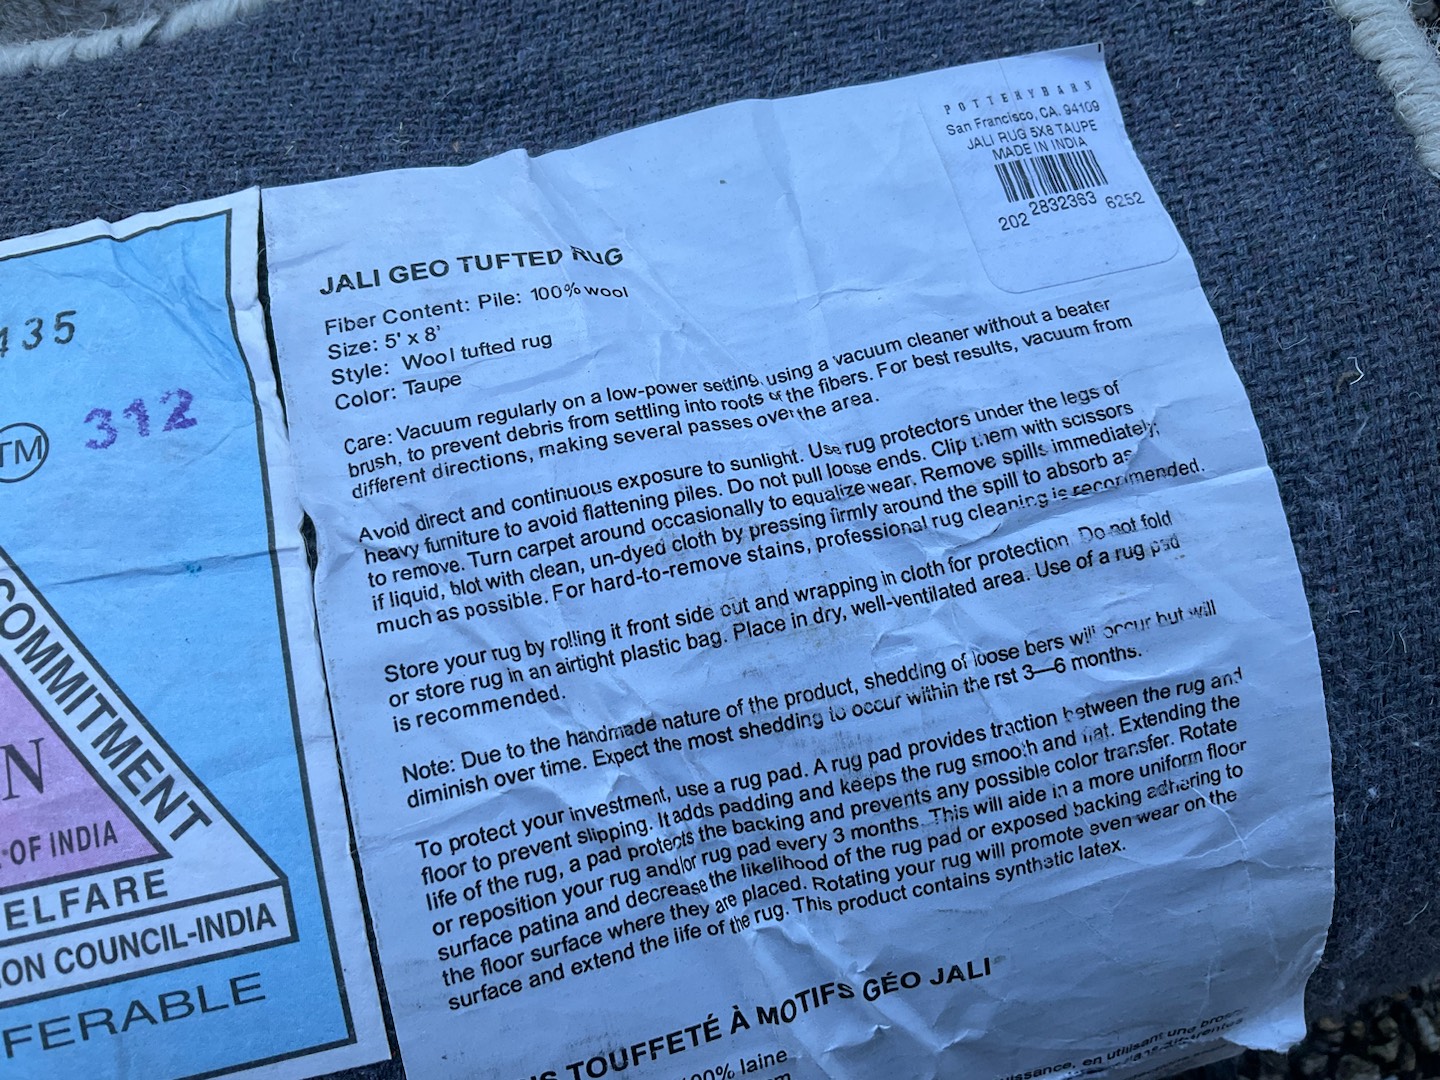 POTTERYBARN
San Francisco, CA. 94109
JALI RUG 5X8 TAUPE
MADE IN INDIA
202 2832363 6252
JALI GEO TUFTED RUG
Fiber Content: Pile: 100% wool
Size: 5' x 8'
Style: Wool tufted rug
Color: Taupe
Care: Vacuum regularly on a low-power setting, using a vacuum cleaner without a beater
brush, to prevent debris from settling into roots of the fibers. For best results, vacuum from
different directions, making several passes over the area.
Avoid direct and continuous exposure to sunlight. Use rug protectors under the legs of
heavy furniture to avoid flattening piles. Do not pull loose ends. Clip them with scissors
to remove. Turn carpet around occasionally to equalize wear. Remove spills immediately;
if liquid, blot with clean, un-dyed cloth by pressing firmly around the spill to absorb as
much as possible. For hard-to-remove stains, professional rug cleaning is recommended.
Store your rug by rolling it front side out and wrapping in cloth for protection. Do not fold
or store rug in an airtight plastic bag. Place in dry, well-ventilated area. Use of a rug pad
is recommended.
Note: Due to the handmade nature of the product, shedding of loose bers will occur but will
diminish over time. Expect the most shedding to occur within the rst 3—6 months.
To protect your investment, use a rug pad. A rug pad provides traction between the rug and
floor to prevent slipping. It adds padding and keeps the rug smooth and flat. Extending the
life of the rug, a pad protects the backing and prevents any possible color transfer. Rotate
or reposition your rug and/or rug pad every 3 months. This will aide in a more uniform floor
surface patina and decrease the likelihood of the rug pad or exposed backing adhering to
the floor surface where they are placed. Rotating your rug will promote even wear on the
surface and extend the life of the rug. This product contains synthetic latex.
TOUFFETÉ À MOTIFS GÉO JALI
00% laine
en utilisant une
435
TM
312
COMMITMENT
N
OF INDIA
ELFARE
ON COUNCIL-INDIA
FERABLE